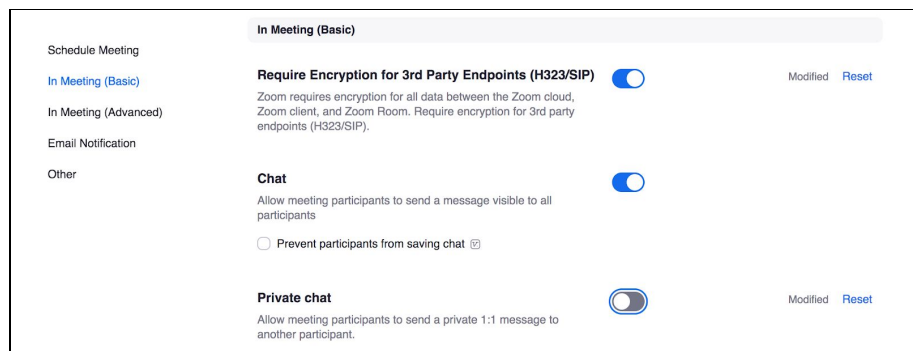 In Meeting (Basic)
Schedule Meeting
In Meeting (Basic)
In Meeting (Advanced)
Email Notification
Other
Require Encryption for 3rd Party Endpoints (H323/SIP)
Modified Reset
Zoom requires encryption for all data between the Zoom cloud,
Zoom client, and Zoom Room. Require encryption for 3rd party
endpoints (H323/SIP).
Chat
Allow meeting participants to send a message visible to all
participants
Prevent participants from saving chat
Private chat
Modified Reset
Allow meeting participants to send a private 1:1 message to
another participant.